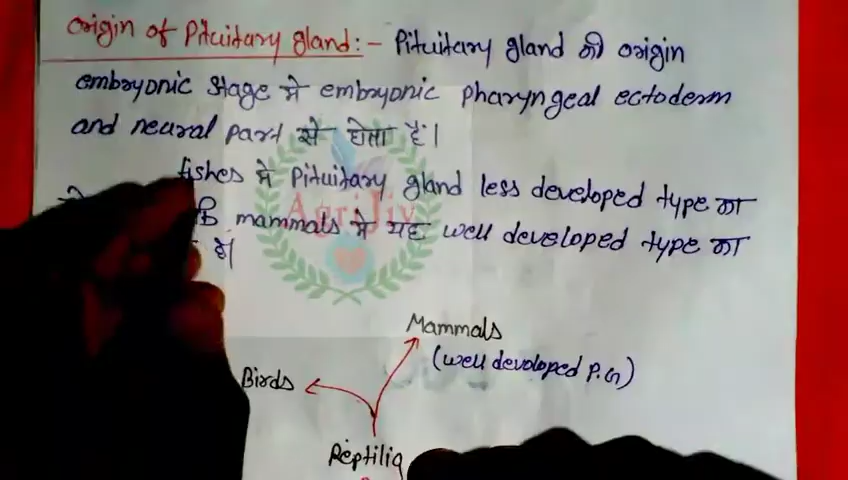 Origin of Pituitary gland:- Pituitary gland की origin
embryonic stage मे embryonic pharyngeal ectoderm
and neural part से होता है।
fishes मे Pituitary gland less developed type का
mammals मे यह well developed type का
है।
AgriJiv
Mammals
(well developed P.G)
Birds
Reptilia